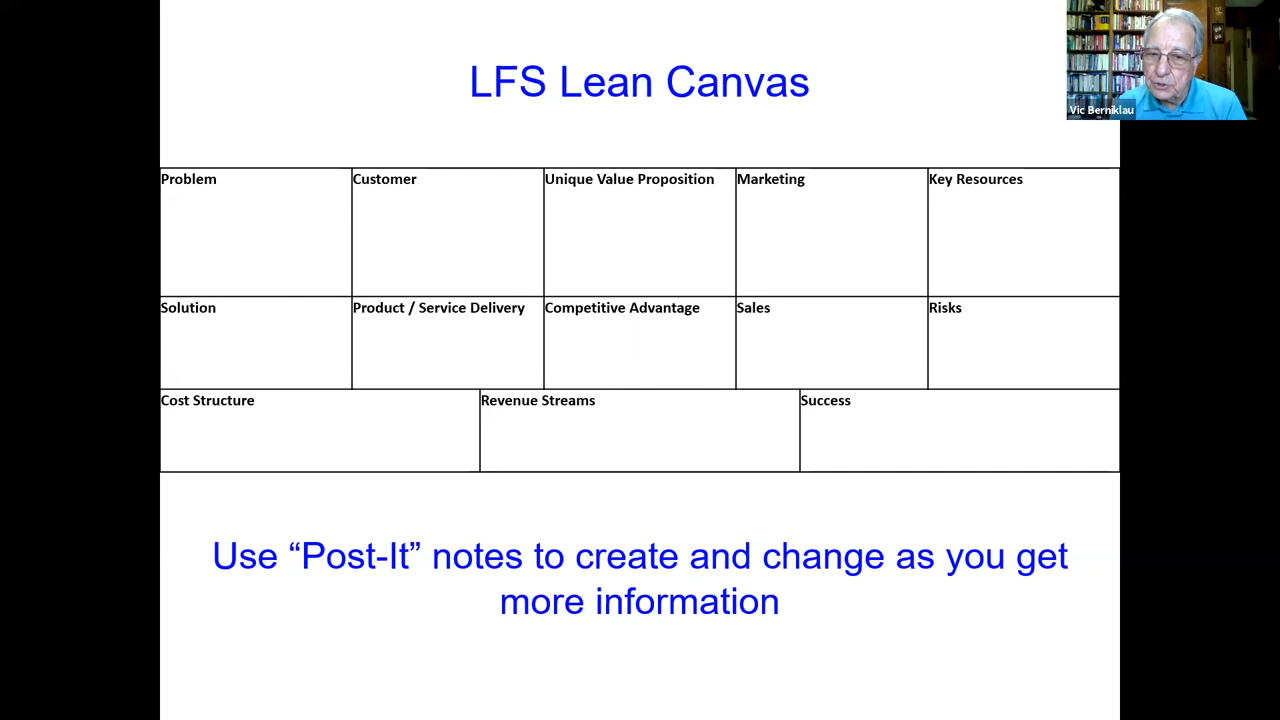 LFS Lean Canvas
Vic Berniklau
Problem
Customer
Unique Value Proposition
Marketing
Key Resources
Solution
Product / Service Delivery
Competitive Advantage
Sales
Risks
Cost Structure
Revenue Streams
Success
Use “Post-It” notes to create and change as you get
more information